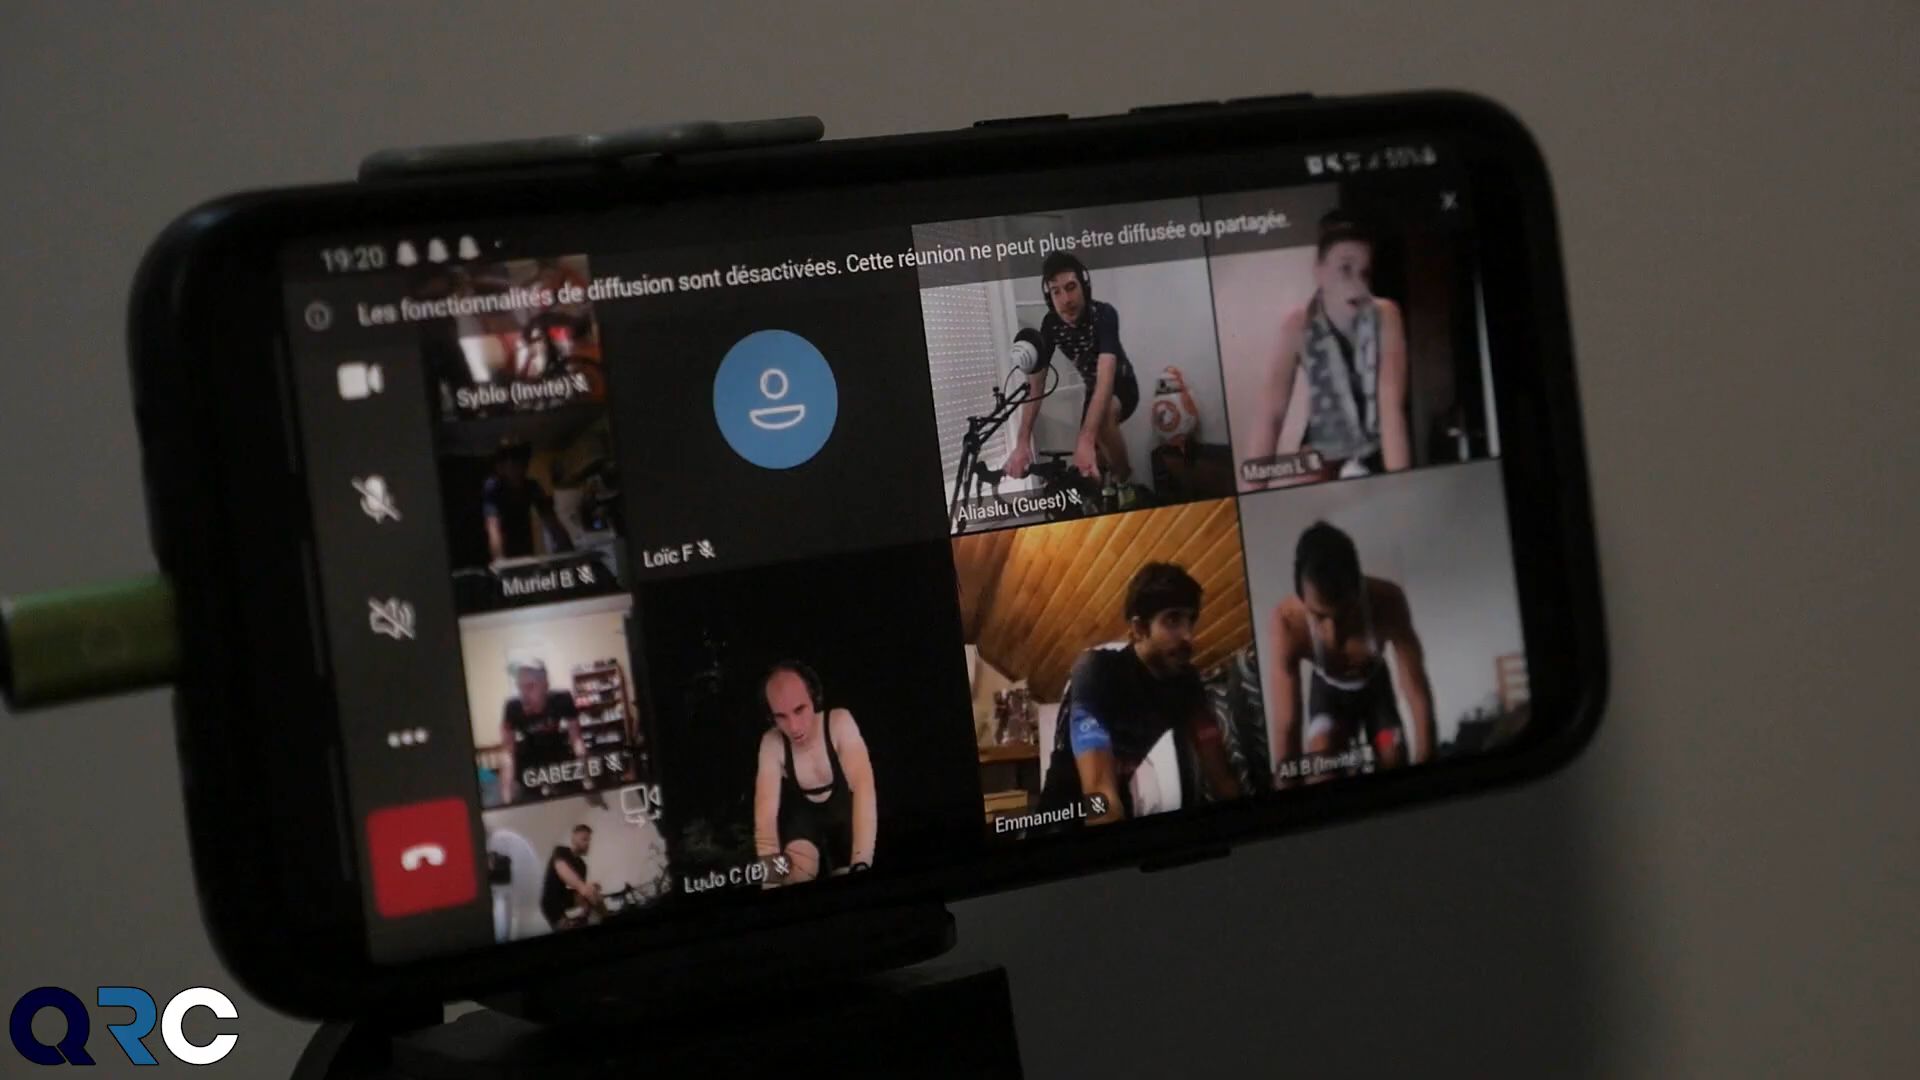 19:20
55%
Les fonctionnalités de diffusion sont désactivées. Cette réunion ne peut plus-être diffusée ou partagée.
Syblo (Invité)
Muriel B
Loïc F
Aliaslu (Guest)
Manon L
GABEZ B
Ludo C (B)
Emmanuel L
Ali B (Invité)
QRC